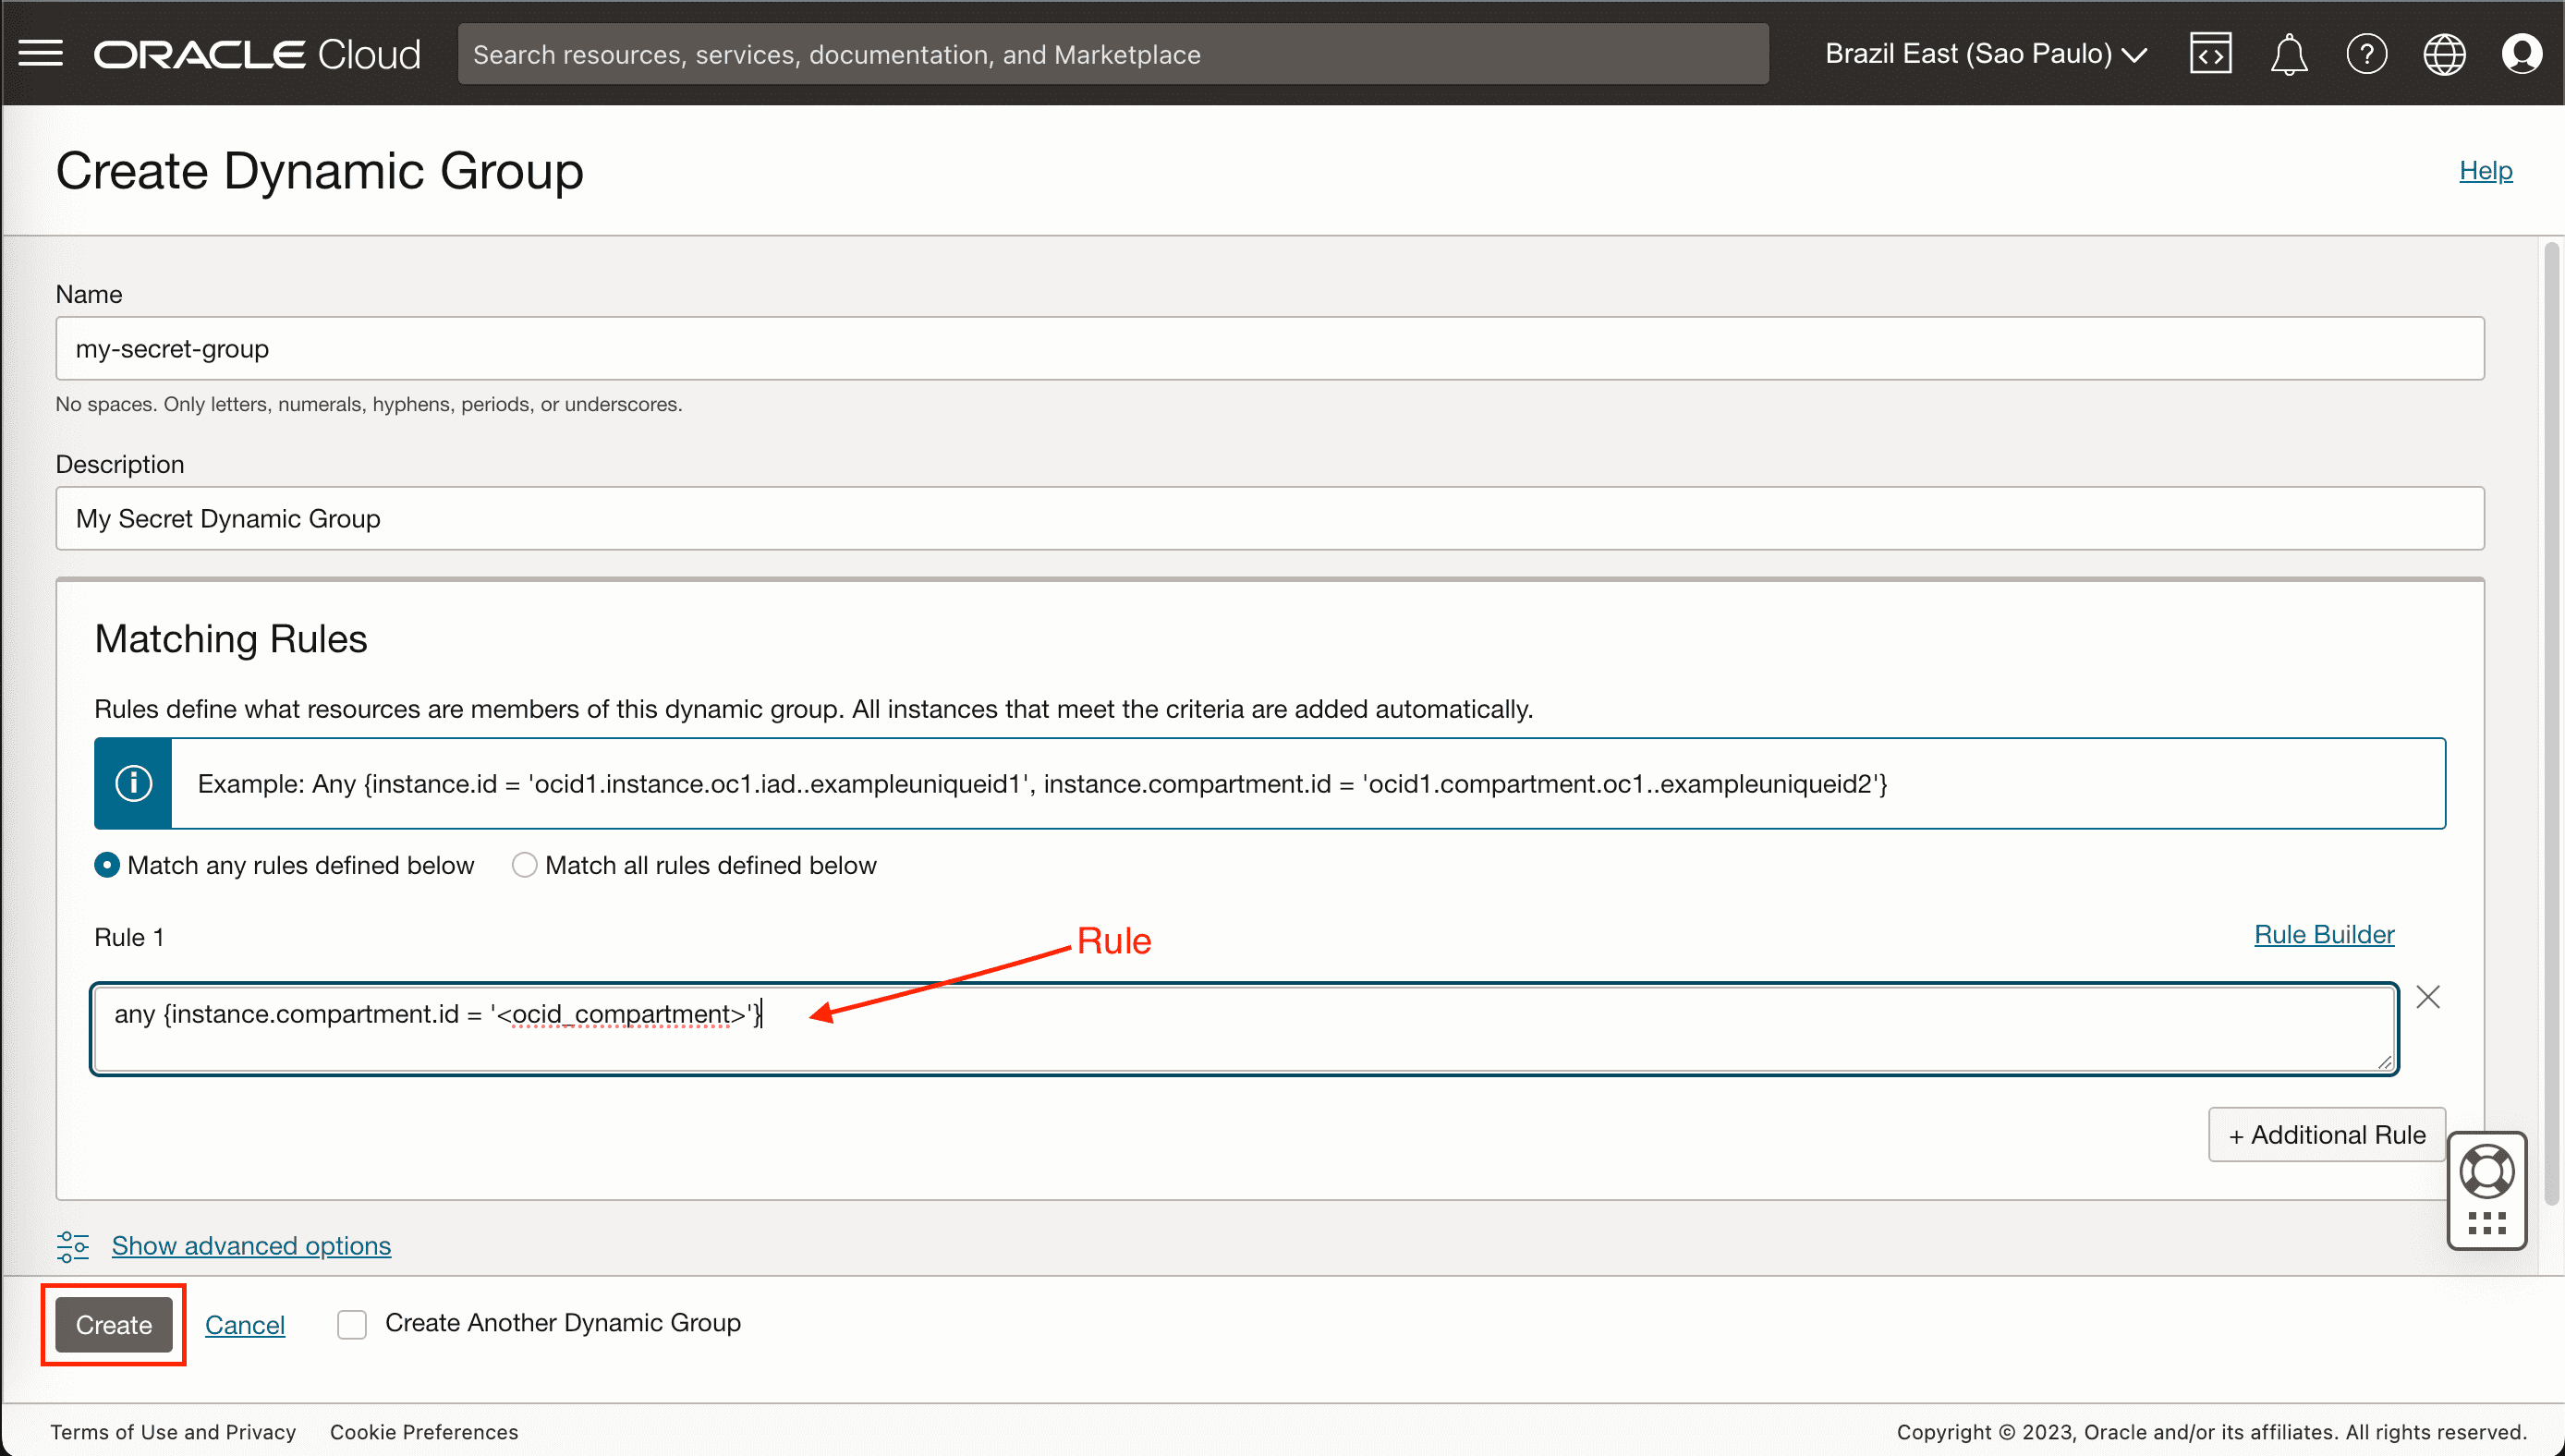 ORACLE Cloud
Search resources, services, documentation, and Marketplace
Brazil East (Sao Paulo)
Create Dynamic Group
Help
Name
my-secret-group
No spaces. Only letters, numerals, hyphens, periods, or underscores.
Description
My Secret Dynamic Group
Matching Rules
Rules define what resources are members of this dynamic group. All instances that meet the criteria are added automatically.
Example: Any {instance.id = 'ocid1.instance.oc1.iad..exampleuniqueid1', instance.compartment.id = 'ocid1.compartment.oc1..exampleuniqueid2'}
Match any rules defined below
Match all rules defined below
Rule 1
Rule
Rule Builder
any {instance.compartment.id = '<ocid_compartment>'}
+ Additional Rule
Show advanced options
Create
Cancel
Create Another Dynamic Group
Terms of Use and Privacy
Cookie Preferences
Copyright © 2023, Oracle and/or its affiliates. All rights reserved.